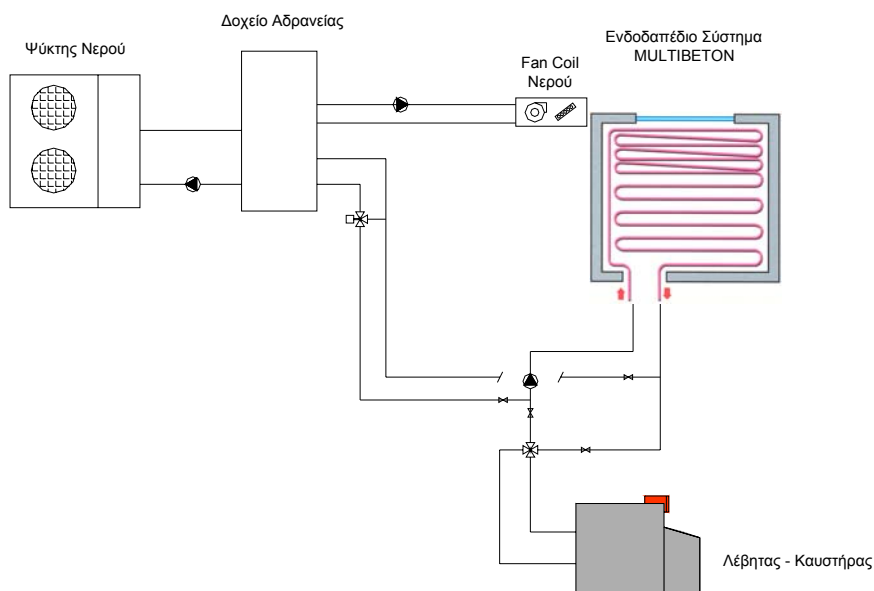 Δοχείο Αδρανείας
Ψύκτης Νερού
Ενδοδαπέδιο Σύστημα
MULTIBETON
Fan Coil
Νερού
Λέβητας - Καυστήρας